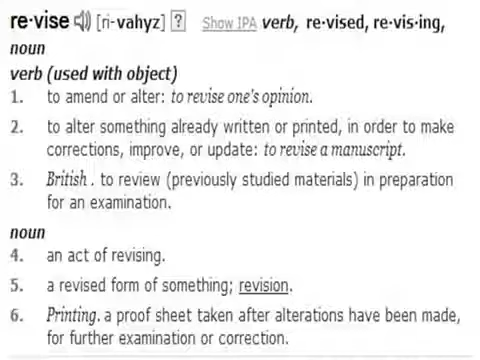 re·vise [ri-vahyz] ? Show IPA verb, re·vised, re·vis·ing,
noun
verb (used with object)
1. to amend or alter: to revise one's opinion.
2. to alter something already written or printed, in order to make
corrections, improve, or update: to revise a manuscript.
3. British . to review (previously studied materials) in preparation
for an examination.
noun
4. an act of revising.
5. a revised form of something; revision.
6. Printing. a proof sheet taken after alterations have been made,
for further examination or correction.